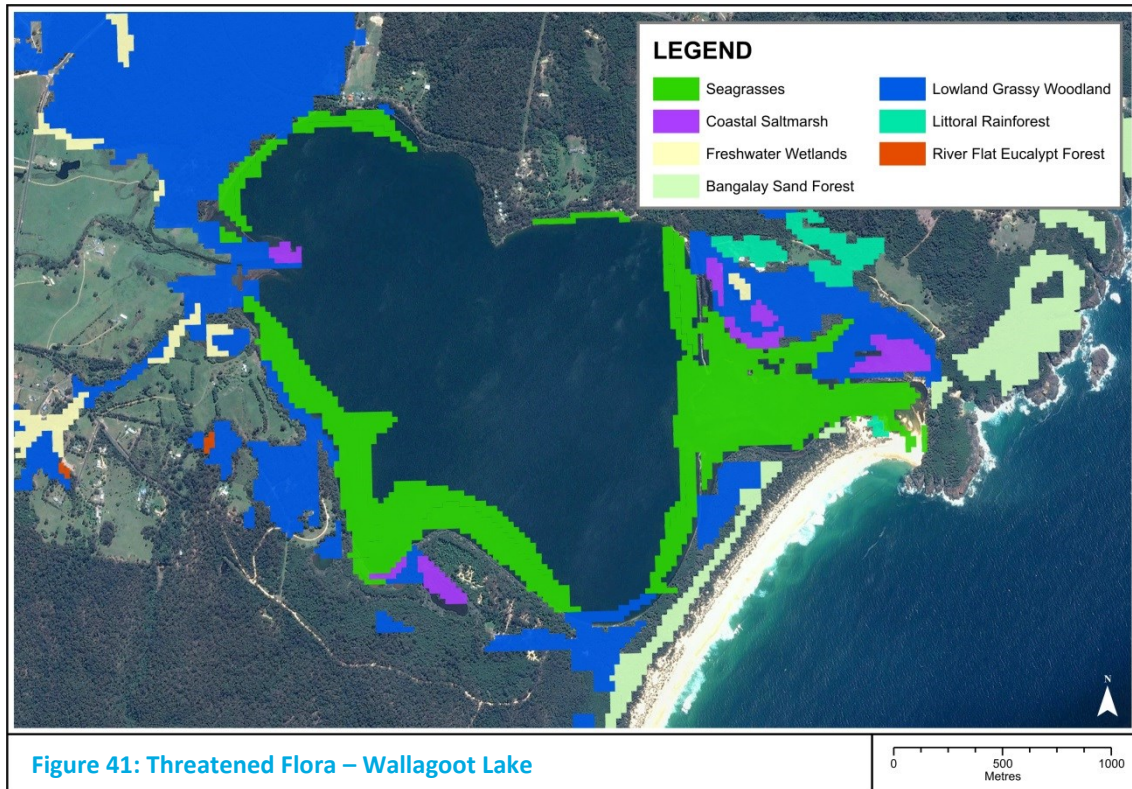 LEGEND
Seagrasses
Coastal Saltmarsh
Freshwater Wetlands
Bangalay Sand Forest
Lowland Grassy Woodland
Littoral Rainforest
River Flat Eucalypt Forest
N
Figure 41: Threatened Flora – Wallagoot Lake
0 500 1000
Metres